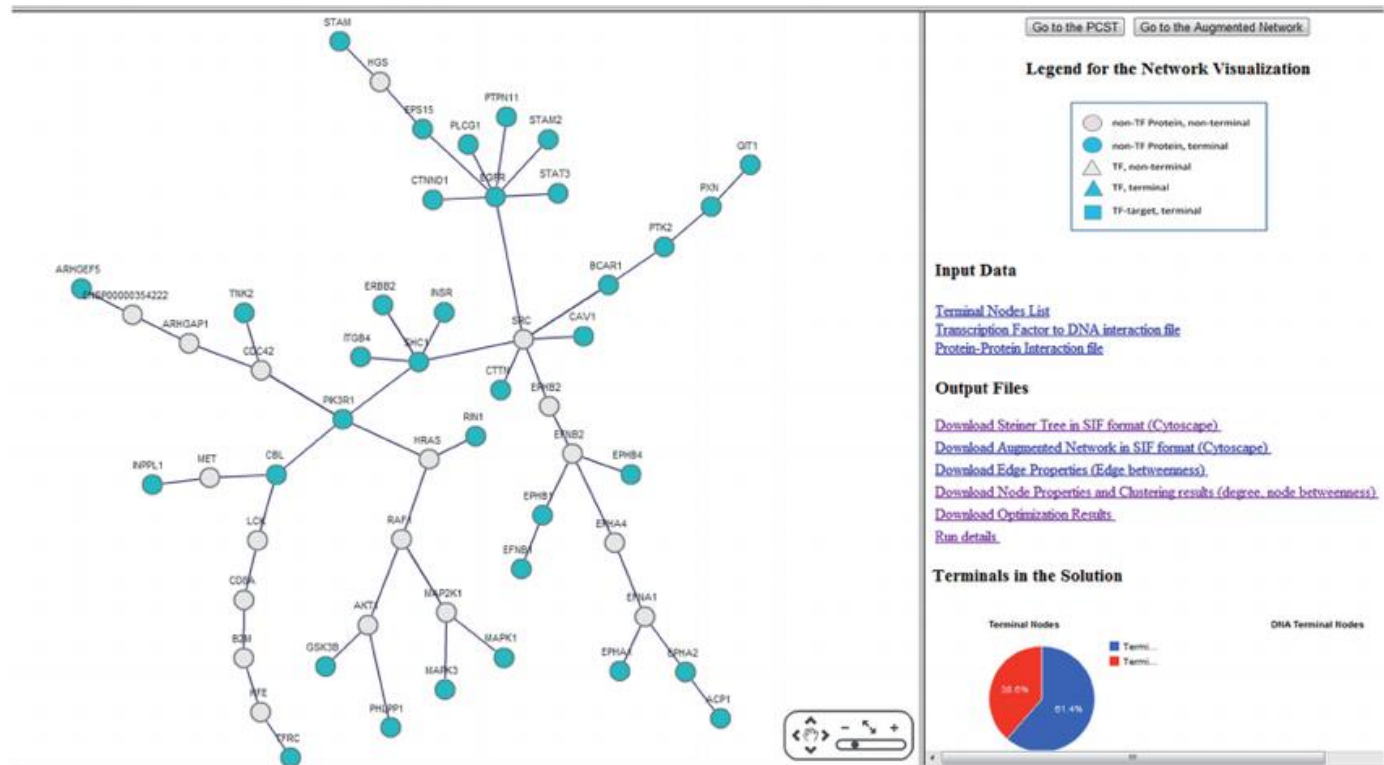 STAM
HGS
EPS15
PLCG1
PTPN11
STAM2
CTNND1
EGFR
STAT3
GIT1
PXN
PTK2
BCAR1
ARHGEF5
ENSP00000354222
ARHGAP1
TNK2
CDC42
ERBB2
INSR
ITGB4
SHC1
SRC
CAV1
CTTN
EPHB2
PIK3R1
RIN1
HRAS
EFNB2
INPPL1
MET
CBL
EPHB4
EPHB1
LCK
RAF1
EPHA4
EFNB1
CD8A
AKT1
MAP2K1
EFNA1
B2M
GSK3B
MAPK1
EPHA1
EPHA2
MAPK3
HFE
PHLPP1
ACP1
TFRC
Go to the PCST Go to the Augmented Network
Legend for the Network Visualization
non-TF Protein, non-terminal
non-TF Protein, terminal
TF, non-terminal
TF, terminal
TF-target, terminal
Input Data
Terminal Nodes List
Transcription Factor to DNA interaction file
Protein-Protein Interaction file
Output Files
Download Steiner Tree in SIF format (Cytoscape)
Download Augmented Network in SIF format (Cytoscape)
Download Edge Properties (Edge betweenness)
Download Node Properties and Clustering results (degree, node betweenness)
Download Optimization Results
Run details
Terminals in the Solution
Terminal Nodes
DNA Terminal Nodes
Termi...
Termi...
38.6%
61.4%